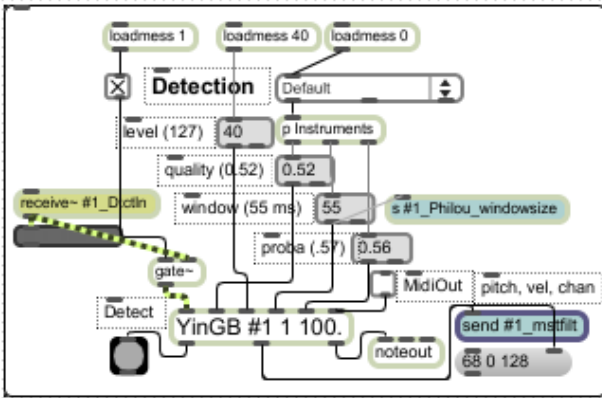 loadmess 1
loadmess 40
loadmess 0
Detection
Default
level (127)
40
p Instruments
quality (0.52)
0.52
receive~ #1_DtctIn
window (55 ms)
55
s #1_Philou_windowsize
proba (.57)
0.56
gate~
MidiOut
pitch, vel, chan
Detect
YinGB #1 1 100.
send #1_mstfilt
noteout
68 0 128